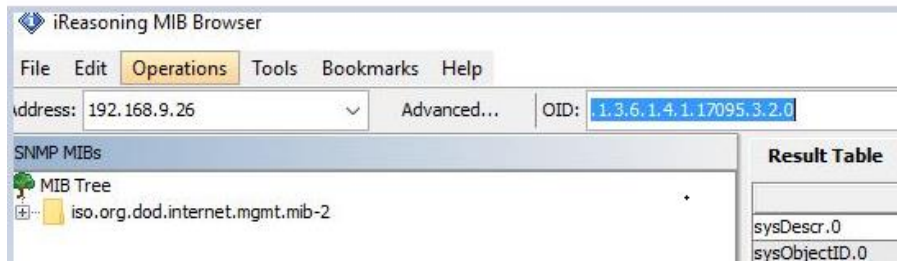 iReasoning MIB Browser
File Edit Operations Tools Bookmarks Help
Address: 192.168.9.26 Advanced... OID: .1.3.6.1.4.1.17095.3.2.0
SNMP MIBs Result Table
MIB Tree
iso.org.dod.internet.mgmt.mib-2
sysDescr.0
sysObjectID.0